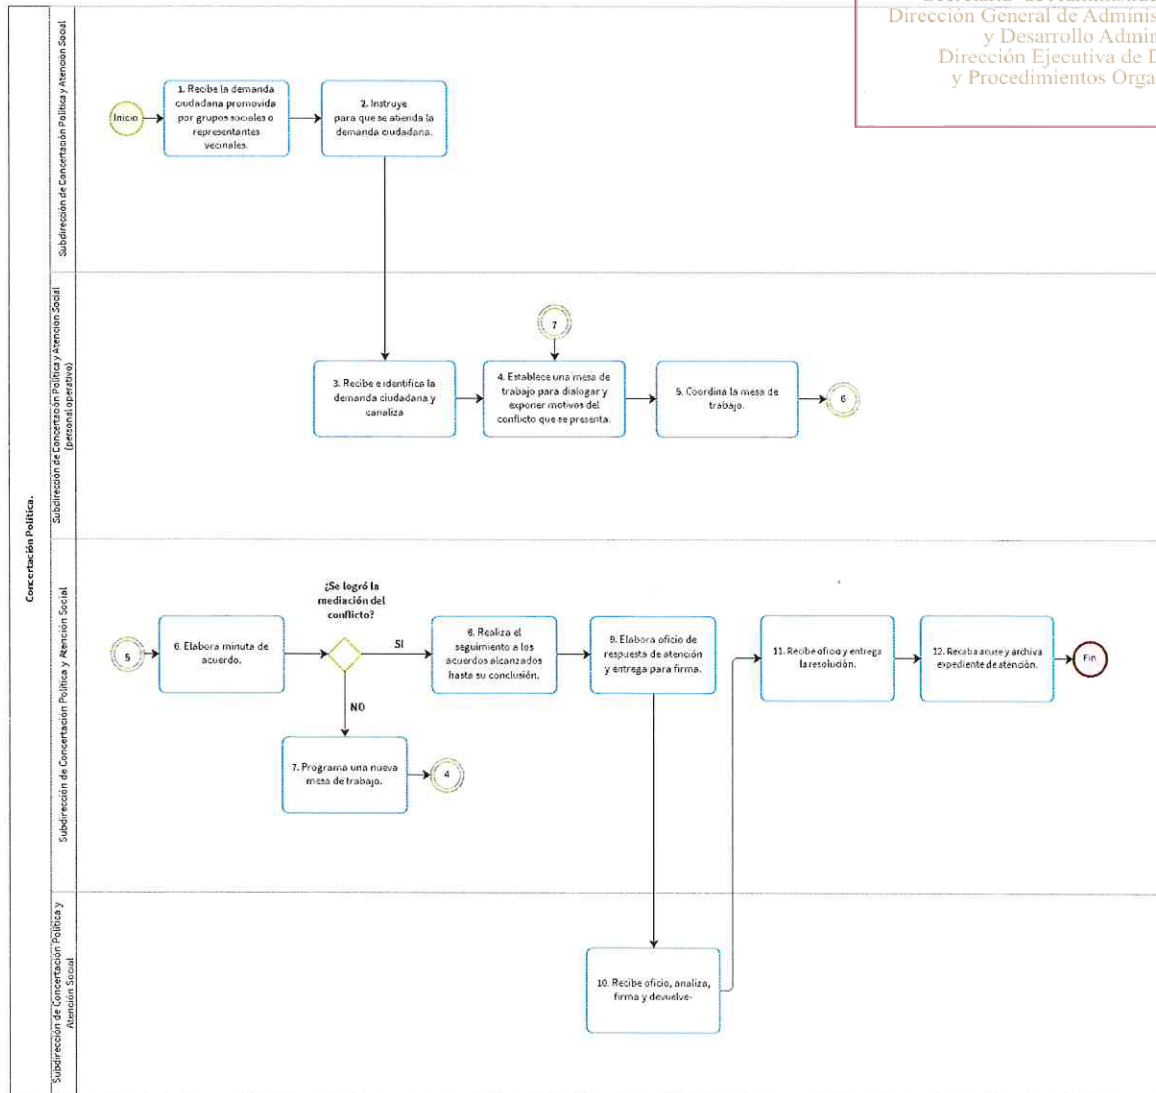 Dirección General de Adminis
y Desarrollo Admin
Dirección Ejecutiva de D
y Procedimientos Orga
Concertación Política.
Subdirección de Concertación Política y Atención Social
Inicio
1. Recibe la demanda
ciudadana promovida
por grupos sociales o
representantes
vecinales.
2. Instruye
para que se atienda la
demanda ciudadana.
Subdirección de Concertación Política y Atención Social
(personal operativo)
7
3. Recibe e identifica la
demanda ciudadana y
canaliza
4. Establece una mesa de
trabajo para dialogar y
exponer motivos del
conflicto que se presenta.
5. Coordina la mesa de
trabajo.
6
Subdirección de Concertación Política y Atención Social
5
6. Elabora minuta de
acuerdo.
¿Se logró la
mediación del
conflicto?
SI
NO
7. Programa una nueva
mesa de trabajo.
4
8. Realiza el
seguimiento a los
acuerdos alcanzados
hasta su conclusión.
9. Elabora oficio de
respuesta de atención
y entrega para firma.
11. Recibe oficio y entrega
la resolución.
12. Recaba acuse y archiva
expediente de atención.
Fin
Subdirección de Concertación Política y
Atención Social
10. Recibe oficio, analiza,
firma y devuelve-